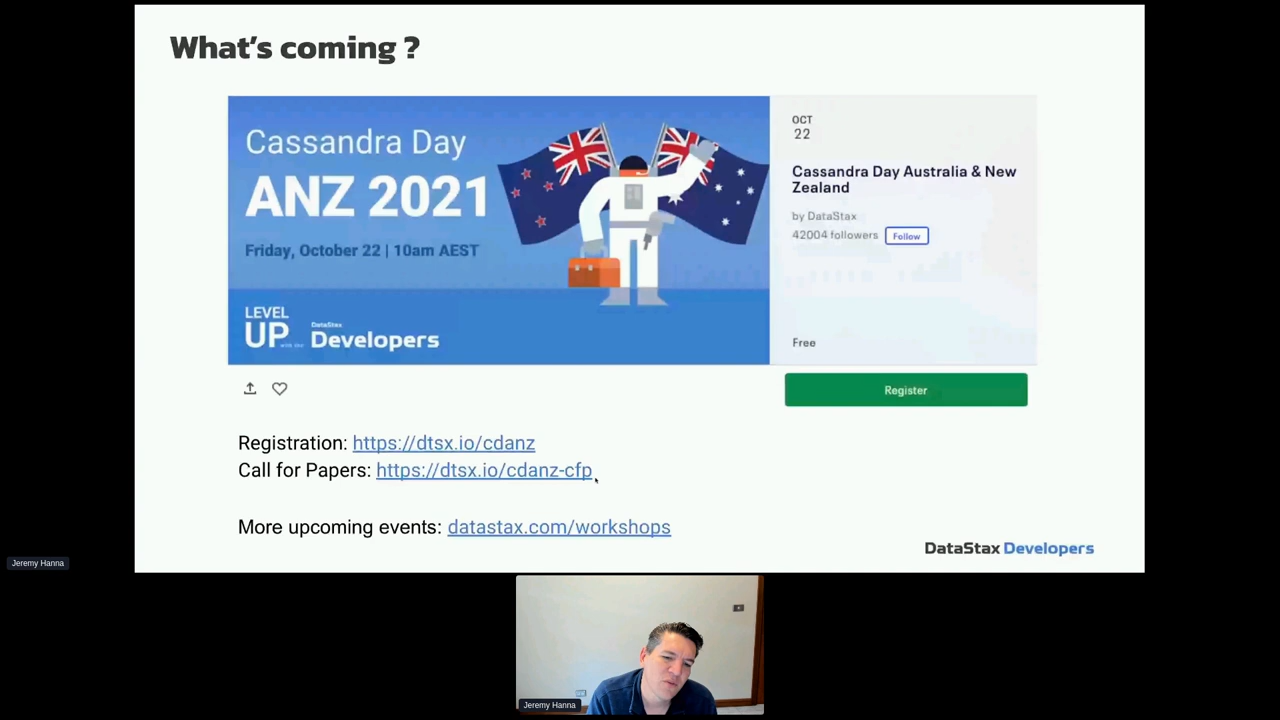 What's coming ?
Cassandra Day
ANZ 2021
Friday, October 22 | 10am AEST
LEVEL
UP with the
DataStax
Developers
OCT
22
Cassandra Day Australia & New
Zealand
by DataStax
42004 followers Follow
Free
Register
Registration: https://dtsx.io/cdanz
Call for Papers: https://dtsx.io/cdanz-cfp
More upcoming events: datastax.com/workshops
DataStax Developers
Jeremy Hanna
Jeremy Hanna